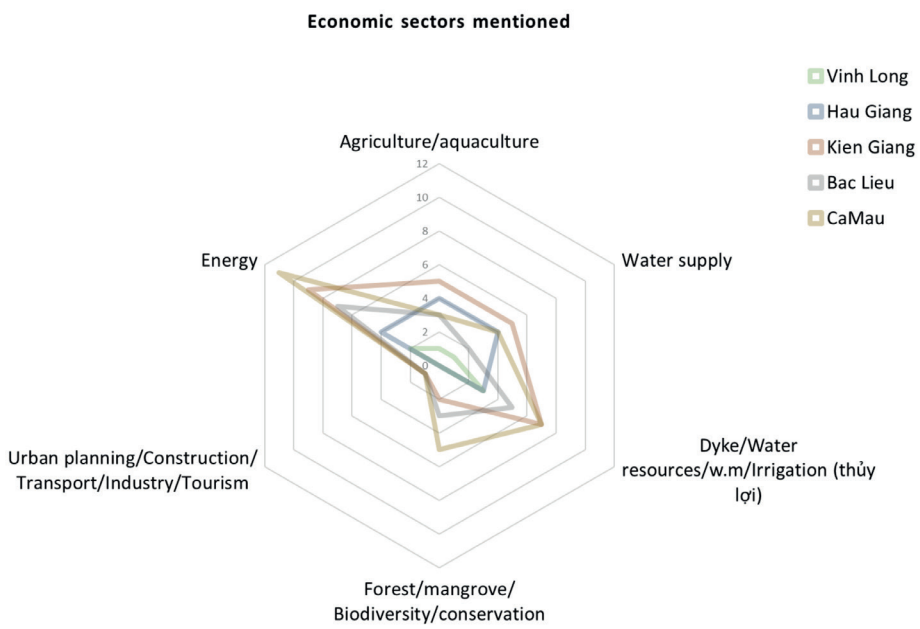 Economic sectors mentioned
Vinh Long
Hau Giang
Kien Giang
Bac Lieu
CaMau
Agriculture/aquaculture
12
10
8
6
4
2
0
Energy
Water supply
Urban planning/Construction/
Transport/Industry/Tourism
Dyke/Water
resources/w.m/Irrigation (thủy
lợi)
Forest/mangrove/
Biodiversity/conservation